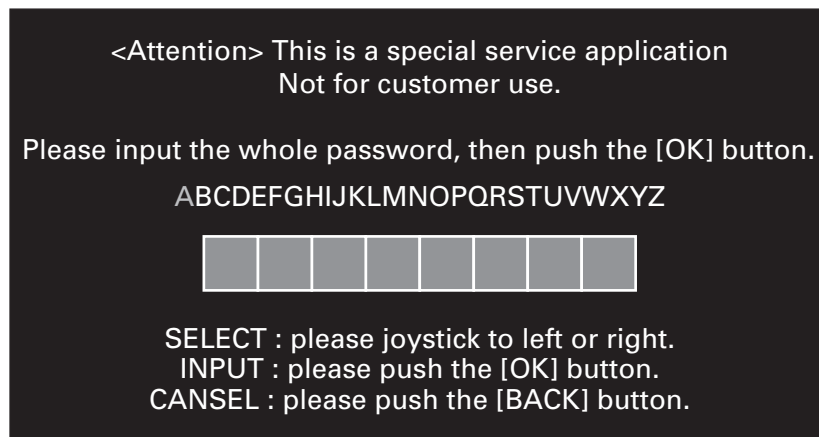 <Attention> This is a special service application
Not for customer use.
Please input the whole password, then push the [OK] button.
ABCDEFGHIJKLMNOPQRSTUVWXYZ
SELECT : please joystick to left or right.
INPUT : please push the [OK] button.
CANSEL : please push the [BACK] button.